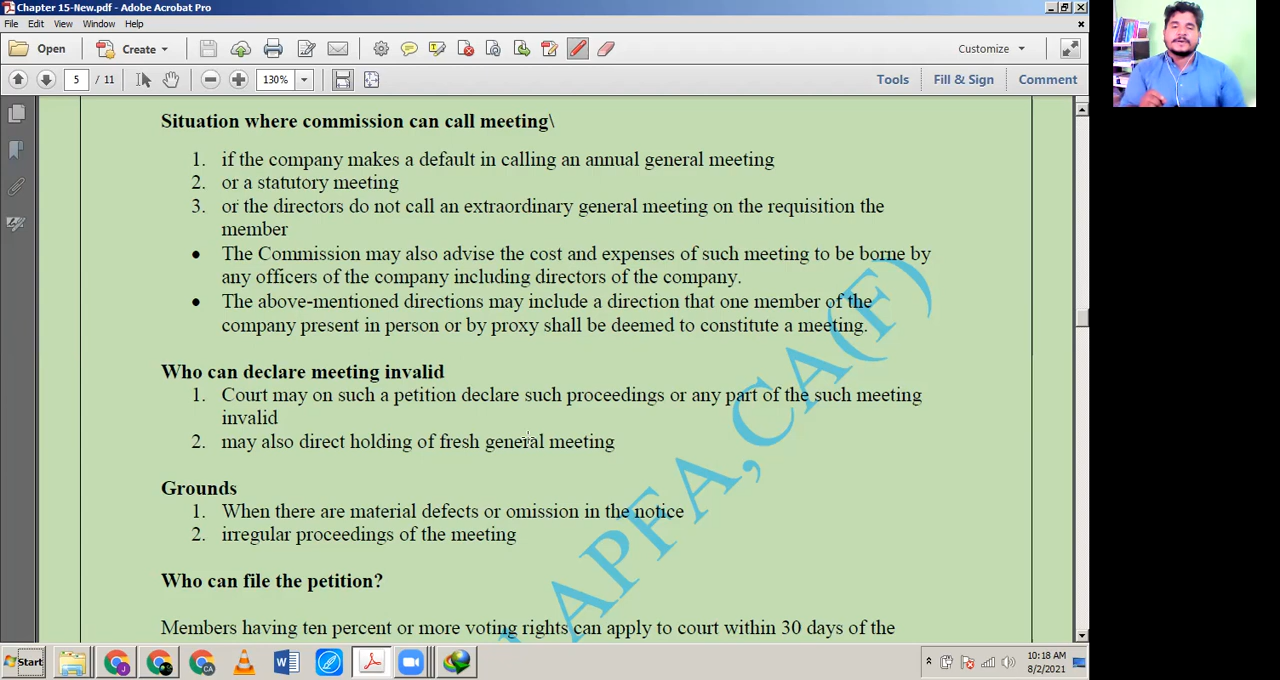 Chapter 15-New.pdf - Adobe Acrobat Pro
File Edit View Window Help
Open Create Customize
5 / 11 130% Tools Fill & Sign Comment
Situation where commission can call meeting\
1. if the company makes a default in calling an annual general meeting
2. or a statutory meeting
3. or the directors do not call an extraordinary general meeting on the requisition the
member
• The Commission may also advise the cost and expenses of such meeting to be borne by
any officers of the company including directors of the company.
• The above-mentioned directions may include a direction that one member of the
company present in person or by proxy shall be deemed to constitute a meeting.
Who can declare meeting invalid
1. Court may on such a petition declare such proceedings or any part of the such meeting
invalid
2. may also direct holding of fresh general meeting
Grounds
1. When there are material defects or omission in the notice
2. irregular proceedings of the meeting
Who can file the petition?
Members having ten percent or more voting rights can apply to court within 30 days of the
APFA,CA(F)
Start
10:18 AM
8/2/2021